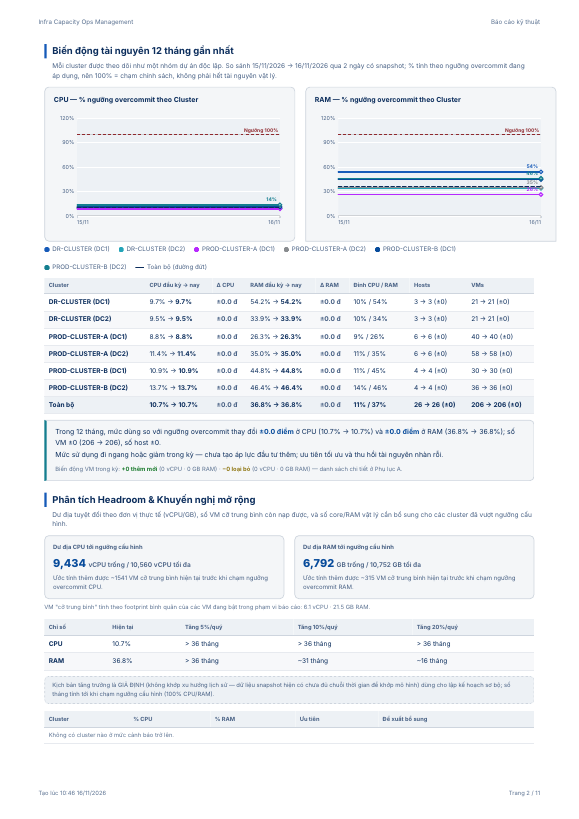 Infra Capacity Ops Management
Báo cáo kỹ thuật
Biến động tài nguyên 12 tháng gần nhất
Mỗi cluster được theo dõi như một nhóm dự án độc lập. So sánh 15/11/2026 → 16/11/2026 qua 2 ngày có snapshot; % tính theo ngưỡng overcommit đang
áp dụng, nên 100% = chạm chính sách, không phải hết tài nguyên vật lý.
CPU — % ngưỡng overcommit theo Cluster
120%
90%
60%
30%
0%
Ngưỡng 100%
14%
15/11
16/11
RAM — % ngưỡng overcommit theo Cluster
120%
90%
60%
30%
0%
Ngưỡng 100%
54%
15/11
16/11
DR-CLUSTER (DC1) DR-CLUSTER (DC2) PROD-CLUSTER-A (DC1) PROD-CLUSTER-A (DC2) PROD-CLUSTER-B (DC1)
PROD-CLUSTER-B (DC2) Toàn bộ (đường đứt)
Cluster CPU đầu kỳ → nay Δ CPU RAM đầu kỳ → nay Δ RAM Đỉnh CPU / RAM Hosts VMs
DR-CLUSTER (DC1) 9.7% → 9.7% ±0.0 đ 54.2% → 54.2% ±0.0 đ 10% / 54% 3 → 3 (±0) 21 → 21 (±0)
DR-CLUSTER (DC2) 9.5% → 9.5% ±0.0 đ 33.9% → 33.9% ±0.0 đ 10% / 34% 3 → 3 (±0) 21 → 21 (±0)
PROD-CLUSTER-A (DC1) 8.8% → 8.8% ±0.0 đ 26.3% → 26.3% ±0.0 đ 9% / 26% 6 → 6 (±0) 40 → 40 (±0)
PROD-CLUSTER-A (DC2) 11.4% → 11.4% ±0.0 đ 35.0% → 35.0% ±0.0 đ 11% / 35% 6 → 6 (±0) 58 → 58 (±0)
PROD-CLUSTER-B (DC1) 10.9% → 10.9% ±0.0 đ 44.8% → 44.8% ±0.0 đ 11% / 45% 4 → 4 (±0) 30 → 30 (±0)
PROD-CLUSTER-B (DC2) 13.7% → 13.7% ±0.0 đ 46.4% → 46.4% ±0.0 đ 14% / 46% 4 → 4 (±0) 36 → 36 (±0)
Toàn bộ 10.7% → 10.7% ±0.0 đ 36.8% → 36.8% ±0.0 đ 11% / 37% 26 → 26 (±0) 206 → 206 (±0)
Trong 12 tháng, mức dùng so với ngưỡng overcommit thay đổi ±0.0 điểm ở CPU (10.7% → 10.7%) và ±0.0 điểm ở RAM (36.8% → 36.8%); số
VM ±0 (206 → 206), số host ±0.
Mức sử dụng đi ngang hoặc giảm trong kỳ — chưa tạo áp lực đầu tư thêm; ưu tiên tối ưu và thu hồi tài nguyên nhàn rỗi.
Biến động VM trong kỳ: +0 thêm mới (0 vCPU · 0 GB RAM) · −0 loại bỏ (0 vCPU · 0 GB RAM) — danh sách chi tiết ở Phụ lục A.
Phân tích Headroom & Khuyến nghị mở rộng
Dư địa tuyệt đối theo đơn vị thực tế (vCPU/GB), số VM cỡ trung bình còn nạp được, và số core/RAM vật lý cần bổ sung cho các cluster đã vượt ngưỡng cấu
hình.
Dư địa CPU tới ngưỡng cấu hình
9,434 vCPU trống / 10,560 vCPU tối đa
Ước tính thêm được ~1541 VM cỡ trung bình hiện tại trước khi chạm ngưỡng
overcommit CPU.
Dư địa RAM tới ngưỡng cấu hình
6,792 GB trống / 10,752 GB tối đa
Ước tính thêm được ~315 VM cỡ trung bình hiện tại trước khi chạm ngưỡng
overcommit RAM.
VM "cỡ trung bình" tính theo footprint bình quân của các VM đang bật trong phạm vi báo cáo: 6.1 vCPU · 21.5 GB RAM.
Chỉ số Hiện tại Tăng 5%/quý Tăng 10%/quý Tăng 20%/quý
CPU 10.7% > 36 tháng > 36 tháng > 36 tháng
RAM 36.8% > 36 tháng ~31 tháng ~16 tháng
Kịch bản tăng trưởng là GIẢ ĐỊNH (không khớp xu hướng lịch sử — dữ liệu snapshot hiện có chưa đủ chuỗi thời gian để khớp mô hình) dùng cho lập kế hoạch sơ bộ; số
tháng tính tới khi chạm ngưỡng cấu hình (100% CPU/RAM).
Cluster % CPU % RAM Ưu tiên Đề xuất bổ sung
Không có cluster nào ở mức cảnh báo trở lên.
Tạo lúc 10:46 16/11/2026
Trang 2 / 11